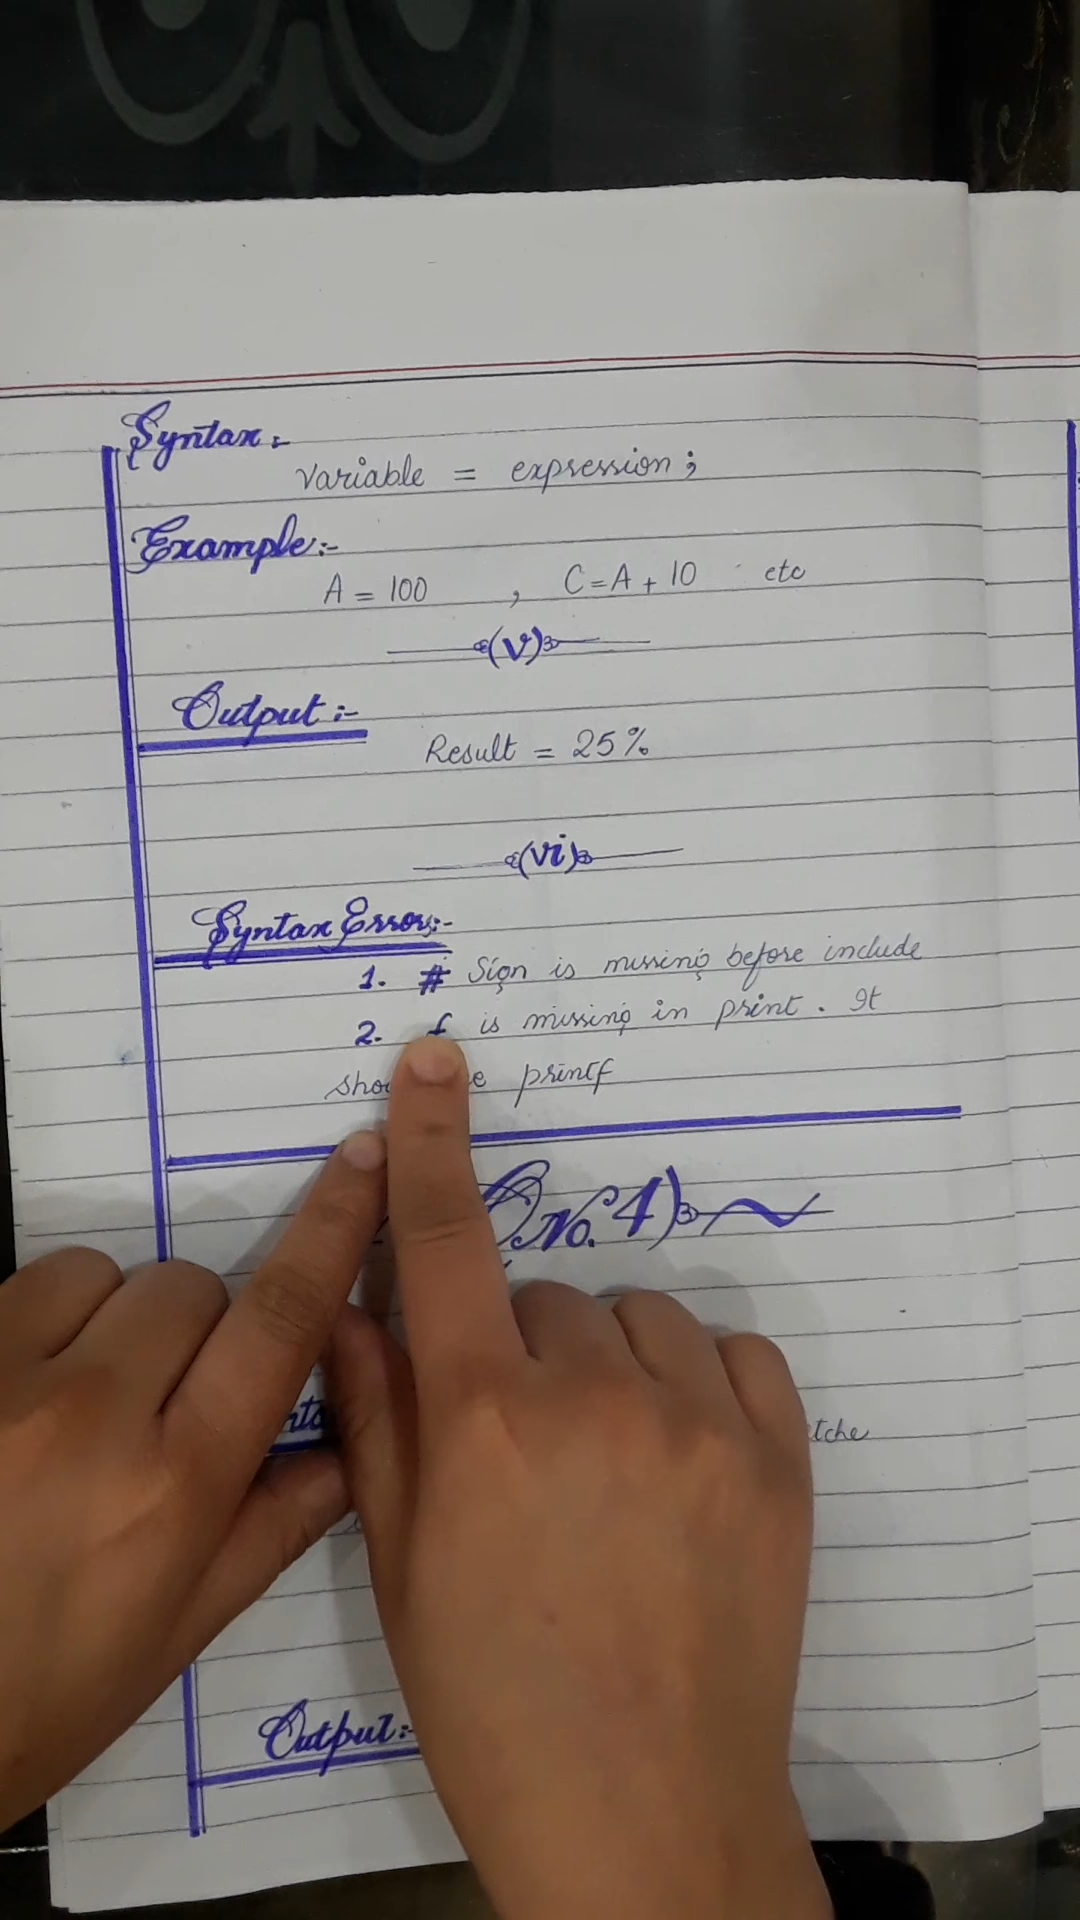 Syntax:-
variable = expression;
Example:-
A = 100 , C = A + 10 etc
(v)
Output:-
Result = 25%
(vi)
Syntax Error:-
1. # Sign is missing before include
2. f is missing in print. It
printf
No. 4)
Output:-